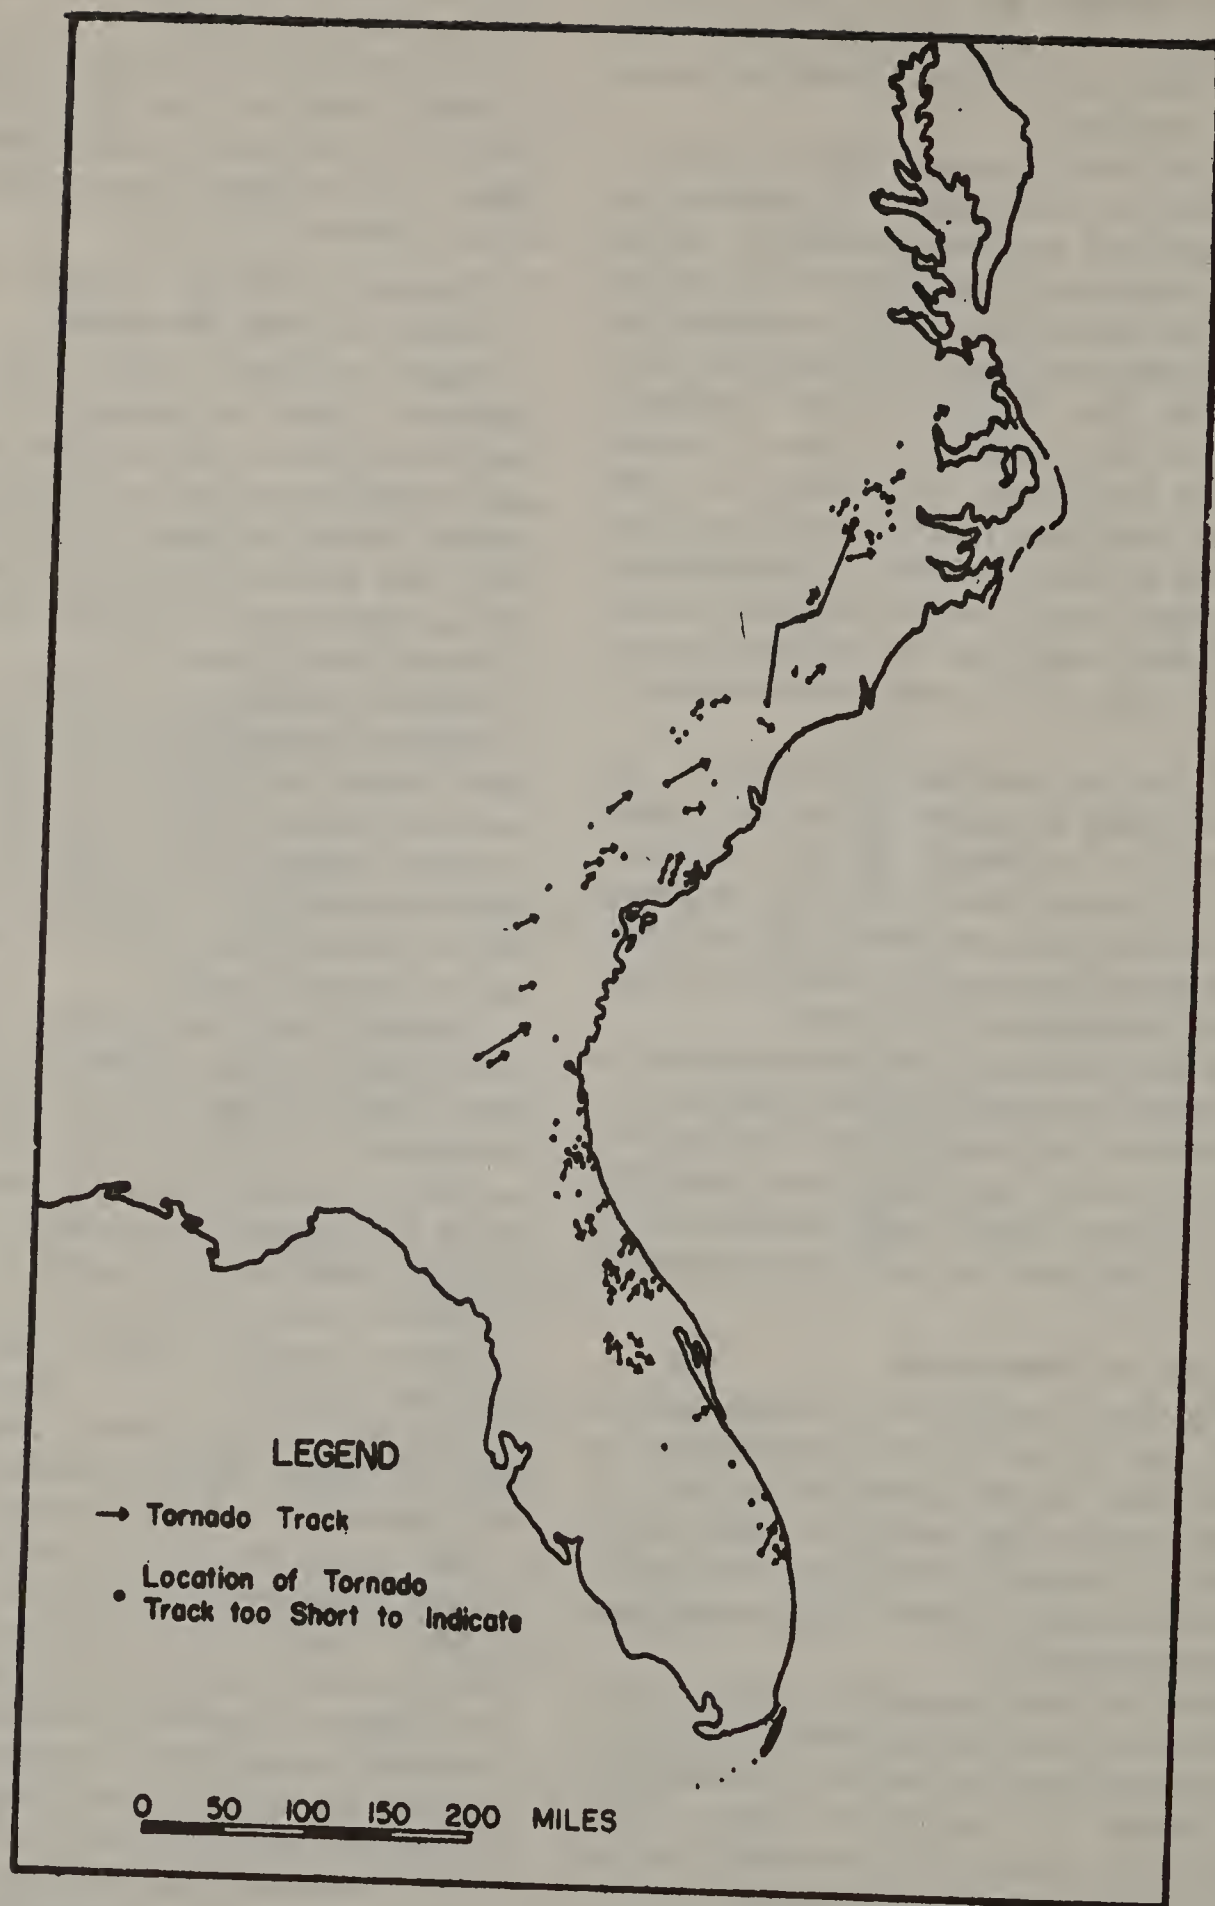 LEGEND
Tornado Track
Location of Tornado
Track too Short to Indicate
0 50 100 150 200 MILES